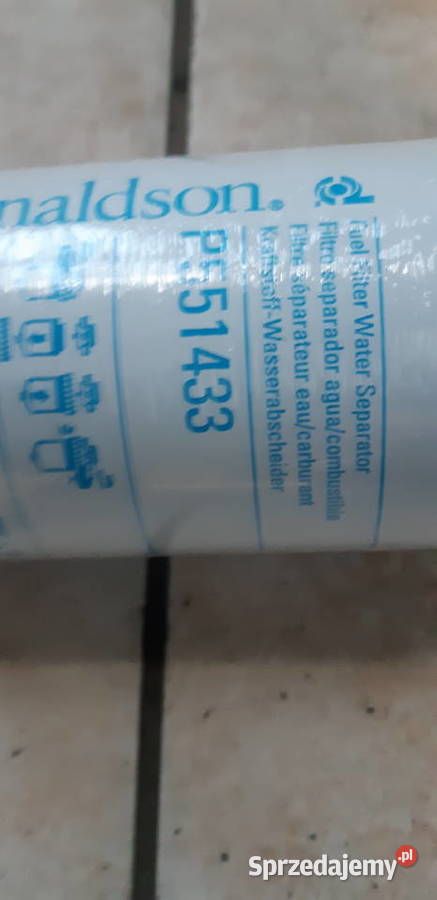 naldson.
P551433
Fuel Filter Water Separator
Filtro separador agua/combustible
Filtre séparateur eau/carburant
Kraftstoff-Wasserabscheider
Sprzedajemy.pl